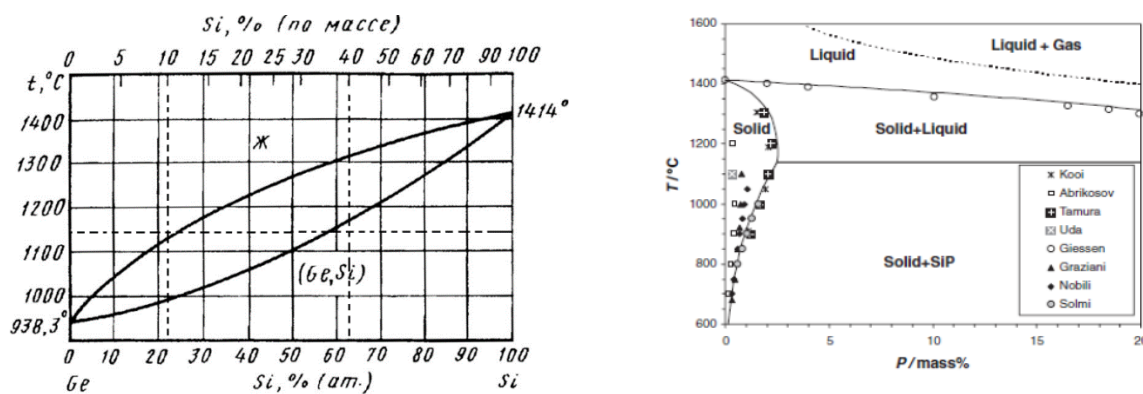 Si, % (по массе)
0 5 10 15 20 30 40 50 60 70 80 90 100
t,°C
1414°
1400
1300
1200
1100
1000
938,3°
Ж
(Ge,Si)
0 10 20 30 40 50 60 70 80 90 100
Ge Si, % (ат.) Si
1600
1400
1200
1000
800
600
T/°C
Liquid
Liquid + Gas
Solid
Solid+Liquid
Solid+SiP
Kooi
Abrikosov
Tamura
Uda
Giessen
Graziani
Nobili
Solmi
0 5 10 15 20
P/mass%